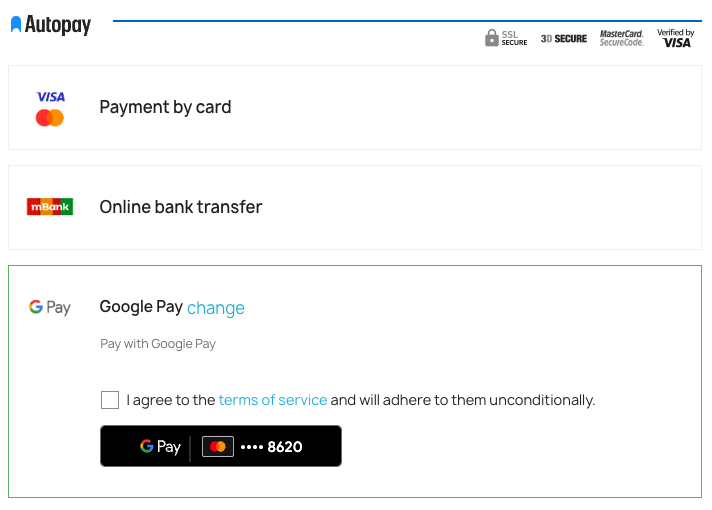 Autopay
SSL
SECURE
3D SECURE
MasterCard.
SecureCode.
Verified by
VISA
VISA
Payment by card
mBank
Online bank transfer
G Pay
Google Pay change
Pay with Google Pay
I agree to the terms of service and will adhere to them unconditionally.
G Pay •••• 8620